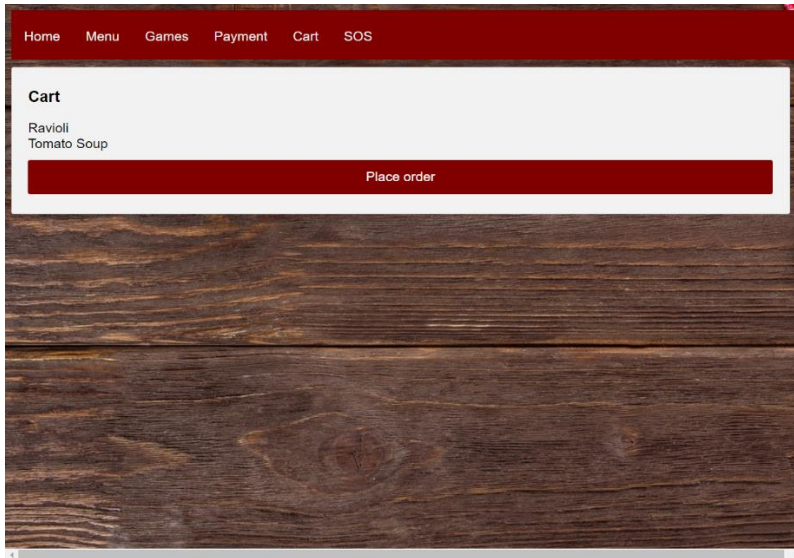 Home Menu Games Payment Cart SOS
Cart
Ravioli
Tomato Soup
Place order